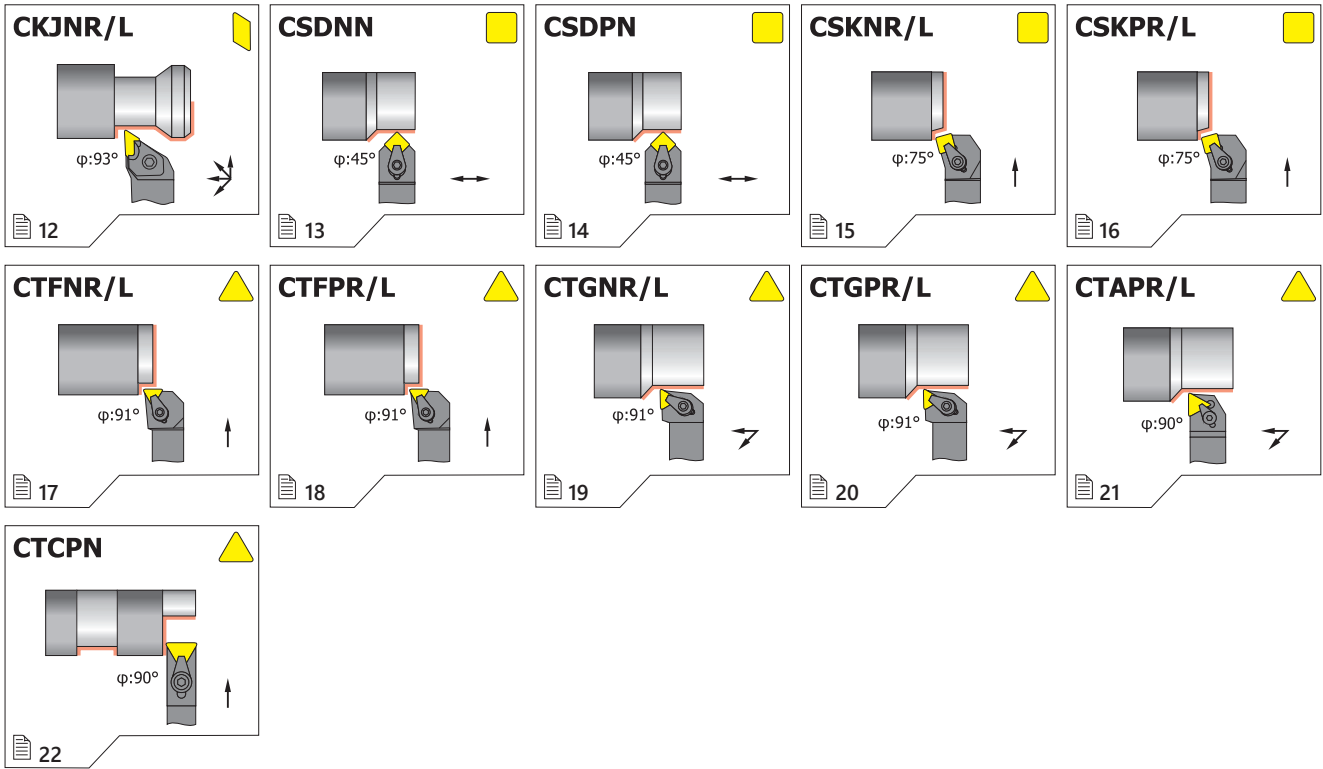 CKJNR/L
φ:93°
12
CSDNN
φ:45°
13
CSDPN
φ:45°
14
CSKNR/L
φ:75°
15
CSKPR/L
φ:75°
16
CTFNR/L
φ:91°
17
CTFPR/L
φ:91°
18
CTGNR/L
φ:91°
19
CTGPR/L
φ:91°
20
CTAPR/L
φ:90°
21
CTCPN
φ:90°
22